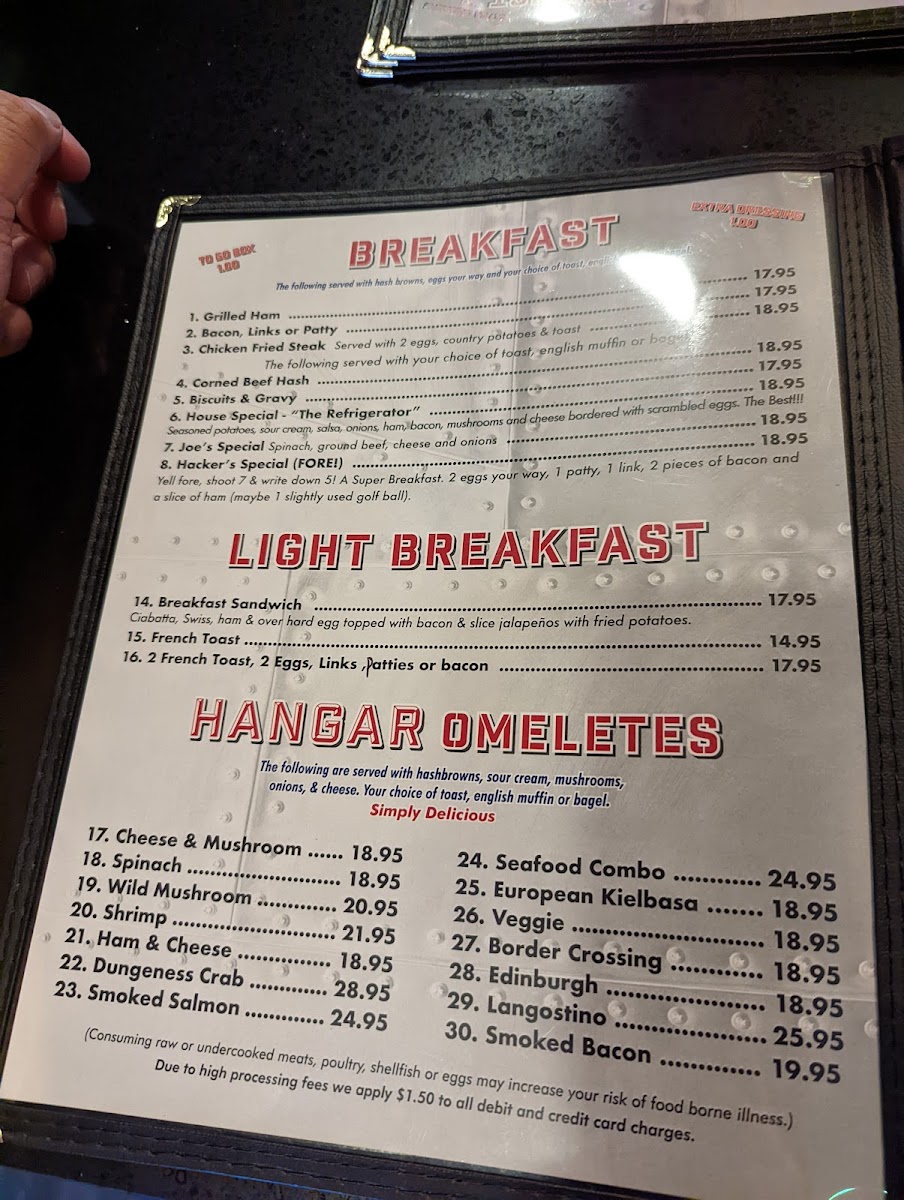 TO GO BOX
1.00
BREAKFAST
EXTRA DRESSING
1.00
The following served with hash browns, eggs your way and your choice of toast, english bagel.
1. Grilled Ham ........ 17.95
2. Bacon, Links or Patty ........ 17.95
3. Chicken Fried Steak Served with 2 eggs, country potatoes & toast ........ 18.95
The following served with your choice of toast, english muffin or bagel
4. Corned Beef Hash ........ 18.95
5. Biscuits & Gravy ........ 17.95
6. House Special - "The Refrigerator" ........ 18.95
Seasoned potatoes, sour cream, salsa, onions, ham, bacon, mushrooms and cheese bordered with scrambled eggs. The Best!!!
7. Joe's Special Spinach, ground beef, cheese and onions ........ 18.95
8. Hacker's Special (FORE!) ........ 18.95
Yell fore, shoot 7 & write down 5! A Super Breakfast. 2 eggs your way, 1 patty, 1 link, 2 pieces of bacon and
a slice of ham (maybe 1 slightly used golf ball).
LIGHT BREAKFAST
14. Breakfast Sandwich ........ 17.95
Ciabatta, Swiss, ham & over hard egg topped with bacon & slice jalapeños with fried potatoes.
15. French Toast ........ 14.95
16. 2 French Toast, 2 Eggs, Links ,Patties or bacon ........ 17.95
HANGAR OMELETES
The following are served with hashbrowns, sour cream, mushrooms,
onions, & cheese. Your choice of toast, english muffin or bagel.
Simply Delicious
17. Cheese & Mushroom ...... 18.95
18. Spinach ........ 18.95
19. Wild Mushroom ........ 20.95
20. Shrimp ........ 21.95
21. Ham & Cheese ........ 18.95
22. Dungeness Crab ........ 28.95
23. Smoked Salmon ........ 24.95
24. Seafood Combo ........ 24.95
25. European Kielbasa ....... 18.95
26. Veggie ........ 18.95
27. Border Crossing ........ 18.95
28. Edinburgh ........ 18.95
29. Langostino ........ 25.95
30. Smoked Bacon ........ 19.95
(Consuming raw or undercooked meats, poultry, shellfish or eggs may increase your risk of food borne illness.)
Due to high processing fees we apply $1.50 to all debit and credit card charges.